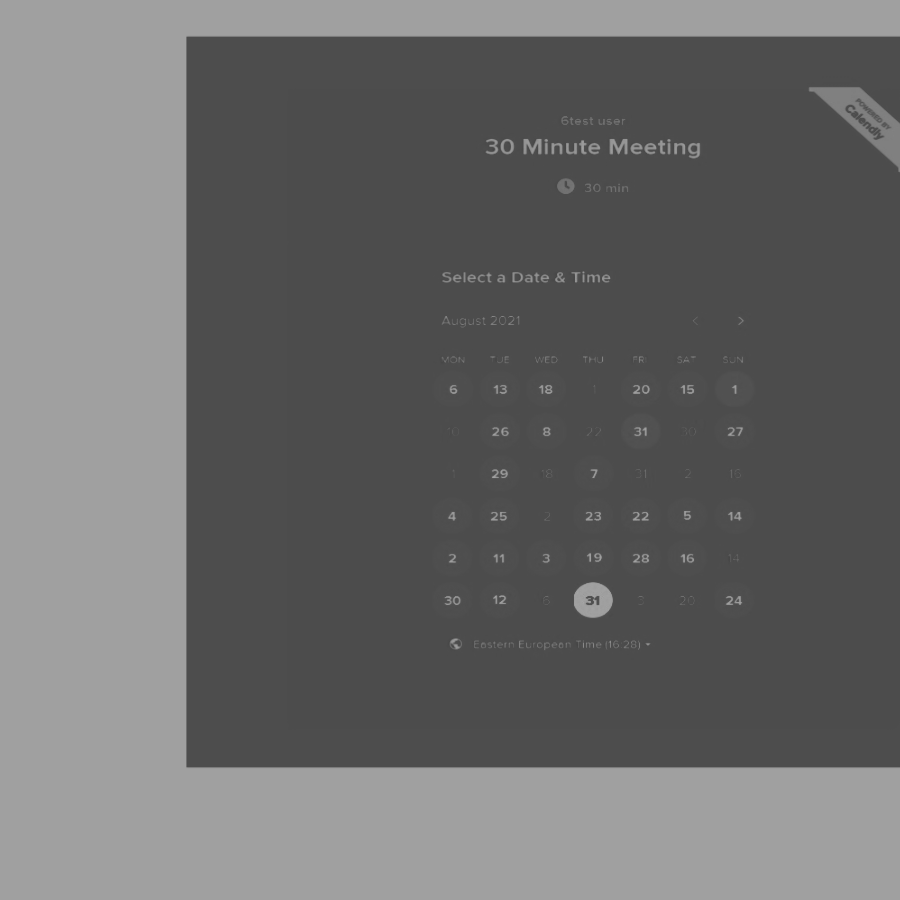 POWERED BY
Calendly
6test user
30 Minute Meeting
30 min
Select a Date & Time
August 2021
MON TUE WED THU FRI SAT SUN
6 13 18 1 20 15 1
26 8 22 31 30 27
1 29 18 7 31 2
4 25 2 23 22 5 14
2 11 3 19 28 16 14
30 12 6 31 20 24
Eastern European Time (16:28)